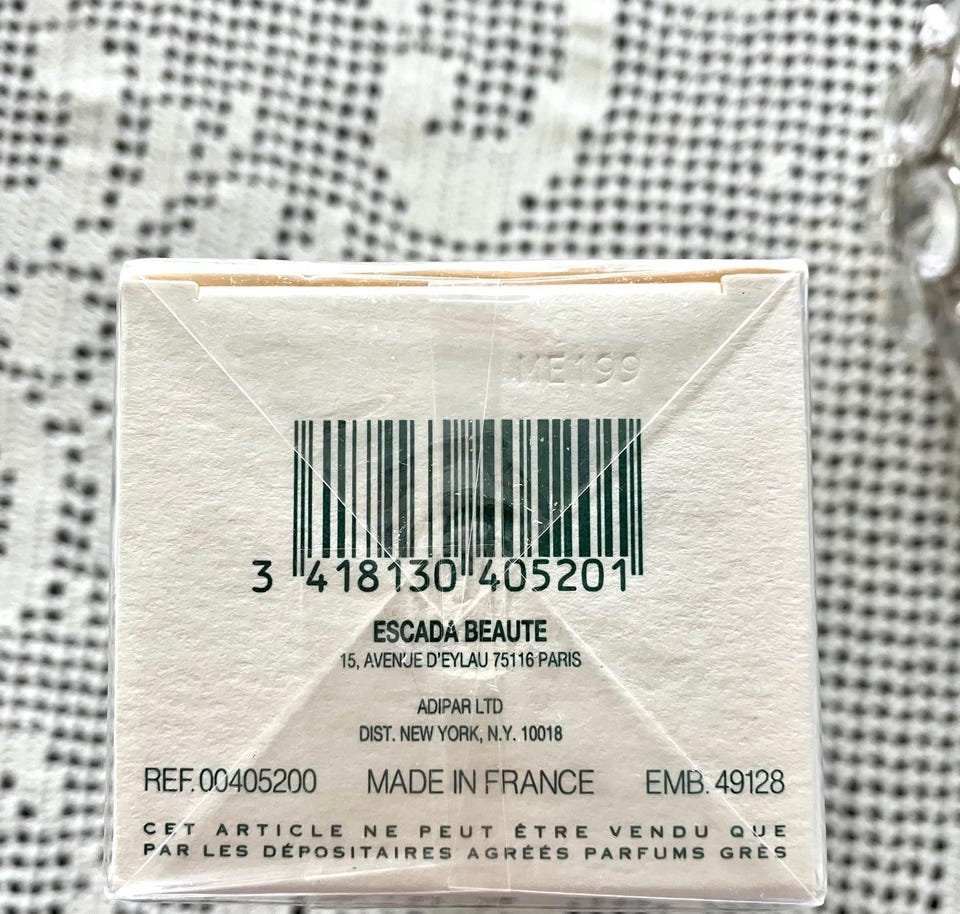 ИE199
3 418130 405201
ESCADA BEAUTE
15, AVENUE D'EYLAU 75116 PARIS
ADIPAR LTD
DIST. NEW YORK, N.Y. 10018
REF. 00405200 MADE IN FRANCE EMB. 49128
CET ARTICLE NE PEUT ÊTRE VENDU QUE
PAR LES DÉPOSITAIRES AGRÉÉS PARFUMS GRÈS